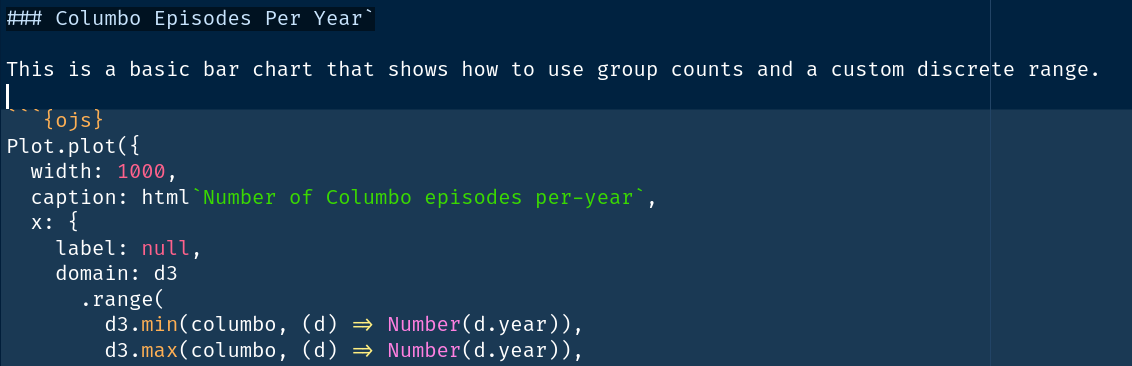 ### Columbo Episodes Per Year`
This is a basic bar chart that shows how to use group counts and a custom discrete range.
```{ojs}
Plot.plot({
  width: 1000,
  caption: html`Number of Columbo episodes per-year`,
  x: {
    label: null,
    domain: d3
      .range(
        d3.min(columbo, (d) => Number(d.year)),
        d3.max(columbo, (d) => Number(d.year)),